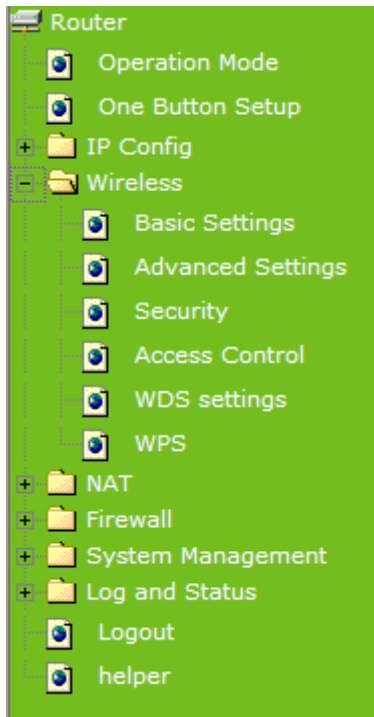 Router
Operation Mode
One Button Setup
IP Config
Wireless
Basic Settings
Advanced Settings
Security
Access Control
WDS settings
WPS
NAT
Firewall
System Management
Log and Status
Logout
helper